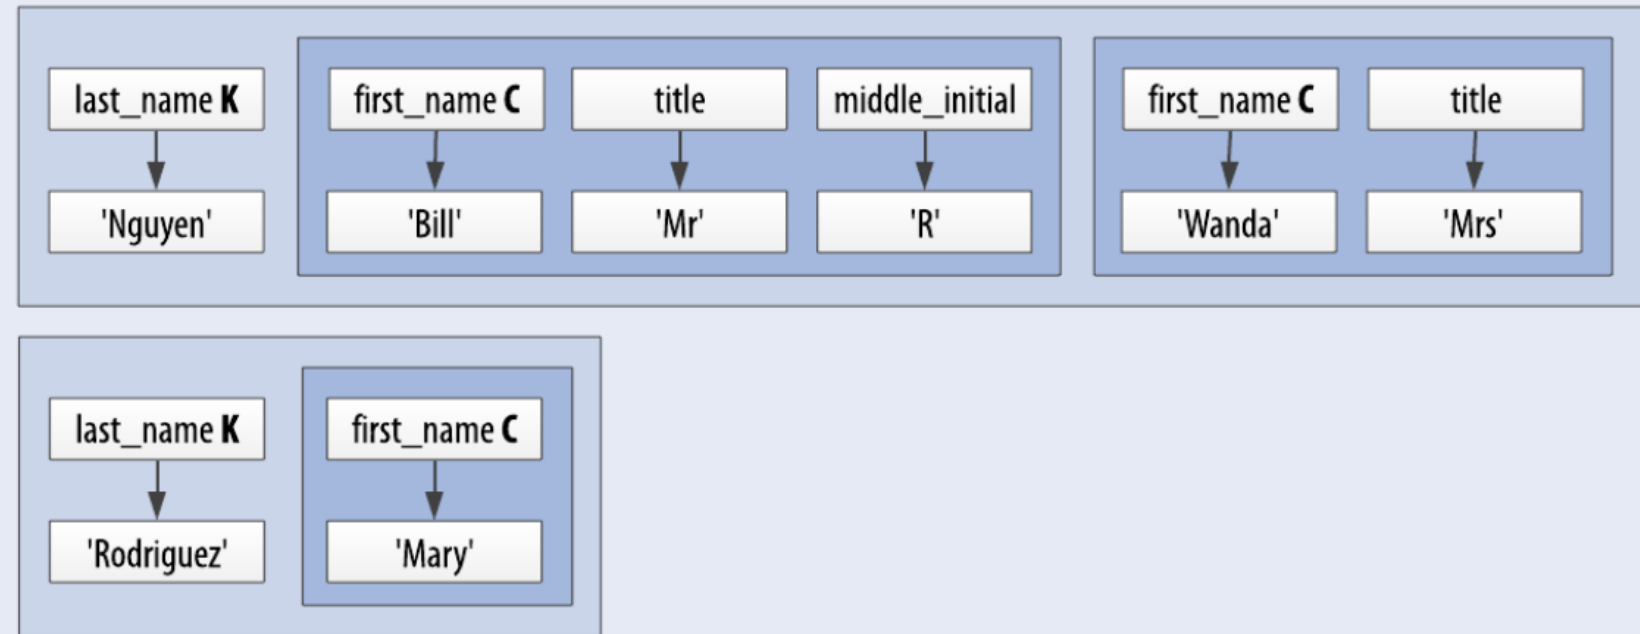 last_name K first_name C title middle_initial first_name C title
'Nguyen' 'Bill' 'Mr' 'R' 'Wanda' 'Mrs'
last_name K first_name C
'Rodriguez' 'Mary'